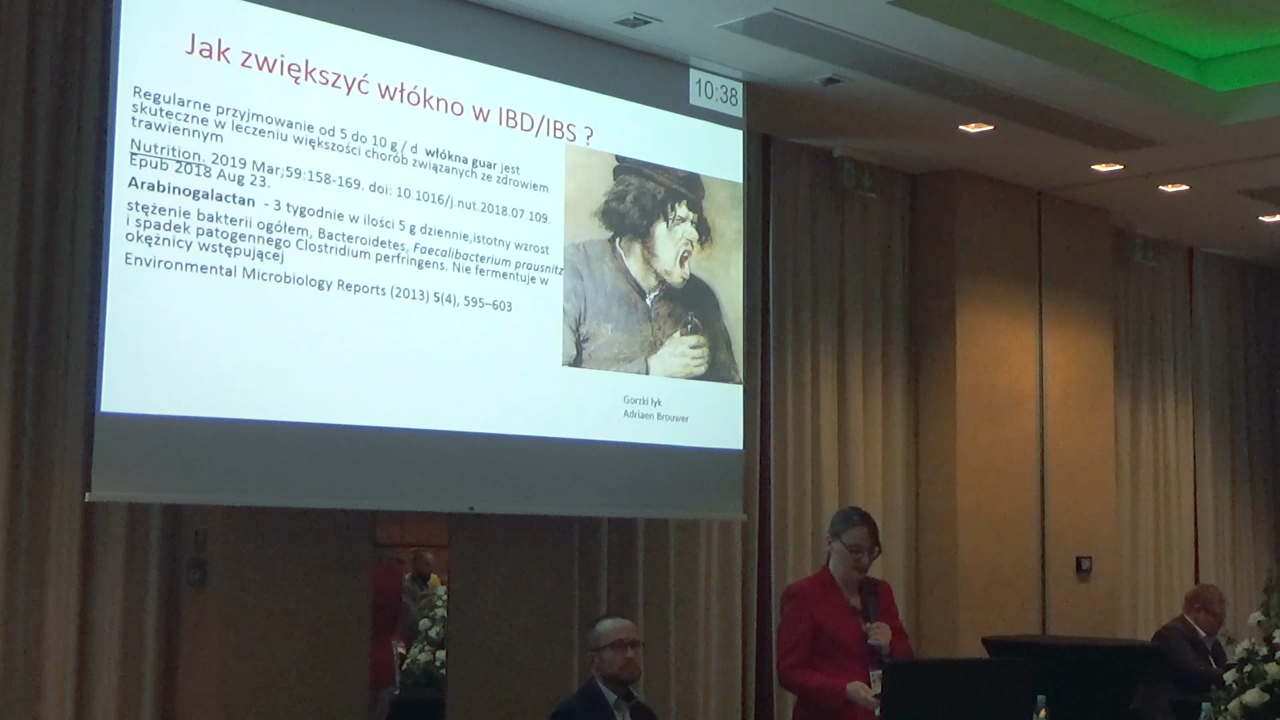 Jak zwiększyć włókno w IBD/IBS ?
10:38
Regularne przyjmowanie od 5 do 10 g / d włókna guar jest
skuteczne w leczeniu większości chorób związanych ze zdrowiem
trawiennym
Nutrition. 2019 Mar;59:158-169. doi: 10.1016/j.nut.2018.07.109.
Epub 2018 Aug 23.
Arabinogalactan - 3 tygodnie w ilości 5 g dziennie,istotny wzrost
stężenie bakterii ogółem, Bacteroidetes, Faecalibacterium prausnitz
i spadek patogennego Clostridium perfringens. Nie fermentuje w
okężnicy wstępującej
Environmental Microbiology Reports (2013) 5(4), 595–603
Gorzki łyk
Adriaen Brouwer